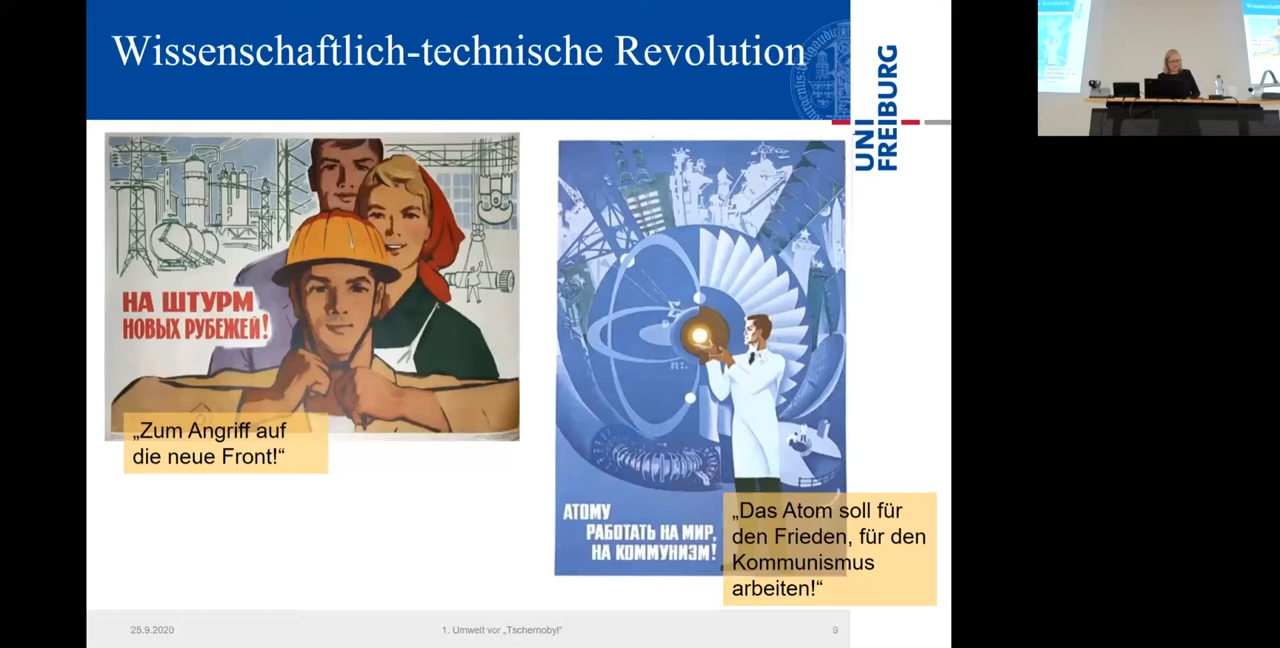 Wissenschaftlich-technische Revolution
UNI
FREIBURG
НА ШТУРМ
НОВЫХ РУБЕЖЕЙ!
„Zum Angriff auf
die neue Front!“
АТОМУ
РАБОТАТЬ НА МИР,
НА КОММУНИЗМ!
„Das Atom soll für
den Frieden, für den
Kommunismus
arbeiten!“
25.9.2020
1. Umwelt vor „Tschernobyl“
9